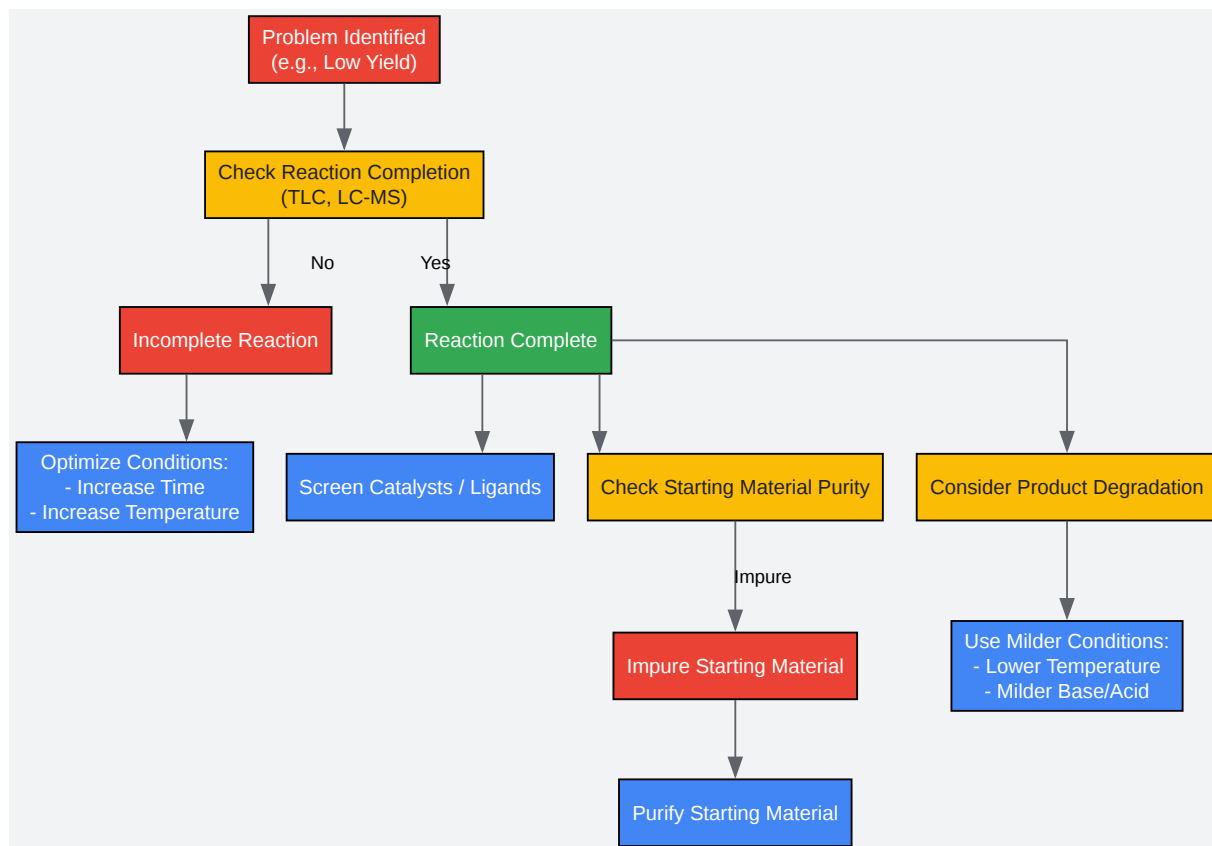 Problem Identified
(e.g., Low Yield)
Check Reaction Completion
(TLC, LC-MS)
No
Yes
Incomplete Reaction
Reaction Complete
Optimize Conditions:
- Increase Time
- Increase Temperature
Screen Catalysts / Ligands
Check Starting Material Purity
Consider Product Degradation
Impure
Impure Starting Material
Use Milder Conditions:
- Lower Temperature
- Milder Base/Acid
Purify Starting Material